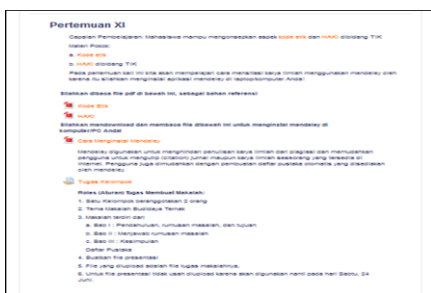 Pertemuan XI
Capaian Pembelajaran: Mahasiswa mampu mengonsepkan aspek kode etik dan HAKI dibidang TIK
Materi Pokok:
a. Kode etik
b. HAKI dibidang TIK
Pada pertemuan kali ini kita akan mempelajari cara mensitasi karya ilmiah menggunakan mendeley oleh
karena itu silahkan menginstal aplikasi mendeley di laptop/komputer Anda!
Silahkan dibaca file pdf di bawah ini, sebagai bahan referensi
Kode Etik
HAKI
Silahkan mendownload dan membaca file dibawah ini untuk menginstal mendeley di
komputer/PC Anda!
Cara Menginstal Mendeley
Mendeley digunakan untuk menghindari penulisan karya ilmiah dari plagiasi dan memudahkan
pengguna untuk mengutip (sitation) jurnal maupun karya ilmiah seseorang yang tersedia di
internet. Pengguna juga dimudahkan dengan pembuatan daftar pustaka otomatis yang disediakan
oleh mendeley.
Tugas Kelompok
Roles (Aturan) Tugas Membuat Makalah:
1. Satu Kelompok beranggotakan 2 orang
2. Tema Makalah Budidaya Ternak
3. Makalah terdiri dari
a. Bab I : Pendahuluan, rumusan masalah, dan tujuan
b. Bab II : Menjawab rumusan masalah
c. Bab III : Kesimpulan
Daftar Pustaka
4. Buatkan file presentasi
5. File yang diupload adalah file tugas makalahnya.
6. Untuk file presentasi tidak usah diupload karena akan digunakan nanti pada hari Sabtu, 24
Juni.